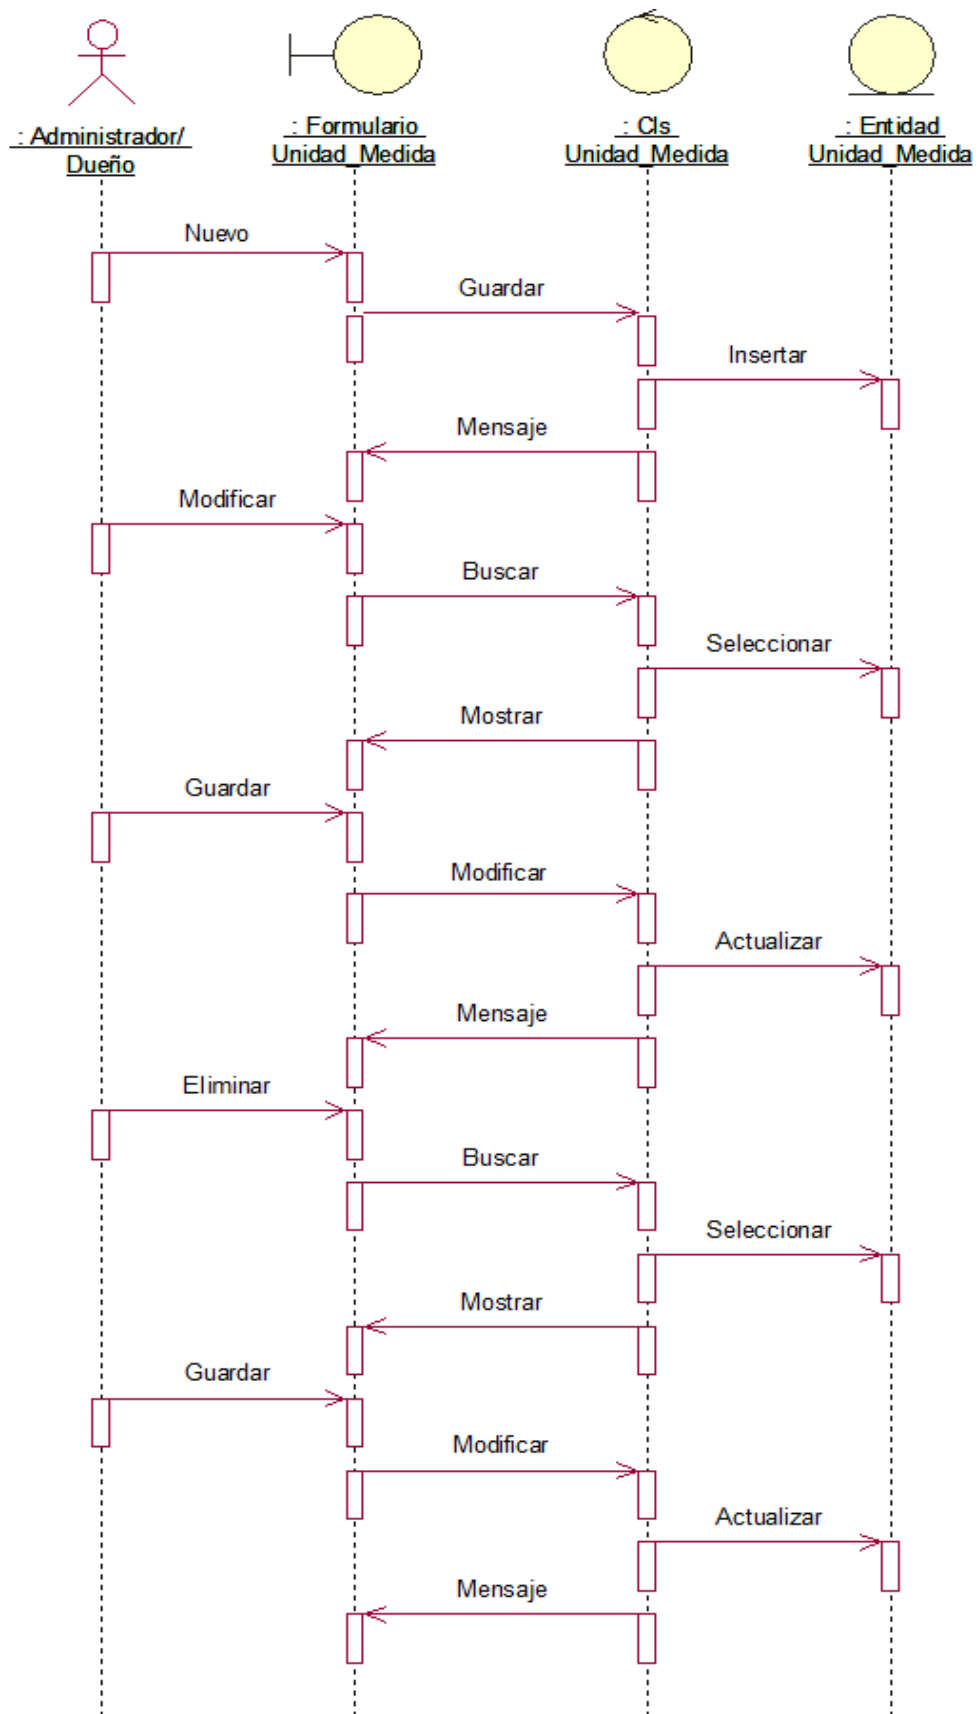 : Administrador/
Dueño
: Formulario
Unidad_Medida
: Cls
Unidad_Medida
: Entidad
Unidad_Medida
Nuevo
Guardar
Insertar
Mensaje
Modificar
Buscar
Seleccionar
Mostrar
Guardar
Modificar
Actualizar
Mensaje
Eliminar
Buscar
Seleccionar
Mostrar
Guardar
Modificar
Actualizar
Mensaje